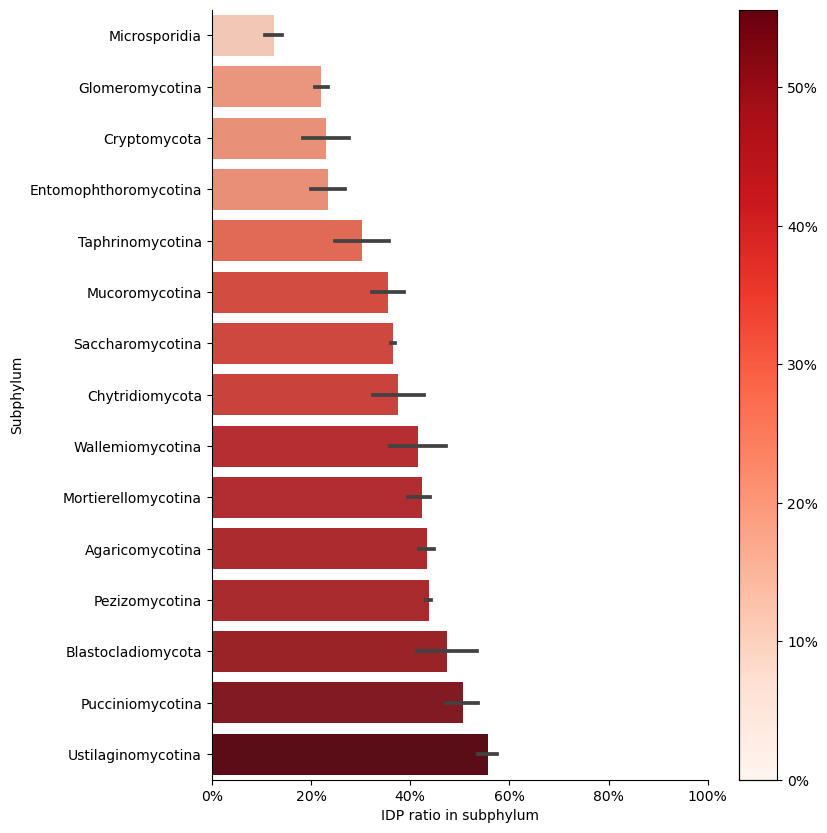 Microsporidia
Glomeromycotina
Cryptomycota
Entomophthoromycotina
Taphrinomycotina
Mucoromycotina
Saccharomycotina
Chytridiomycota
Wallemiomycotina
Mortierellomycotina
Agaricomycotina
Pezizomycotina
Blastocladiomycota
Pucciniomycotina
Ustilaginomycotina
Subphylum
0% 20% 40% 60% 80% 100%
IDP ratio in subphylum
50%
40%
30%
20%
10%
0%